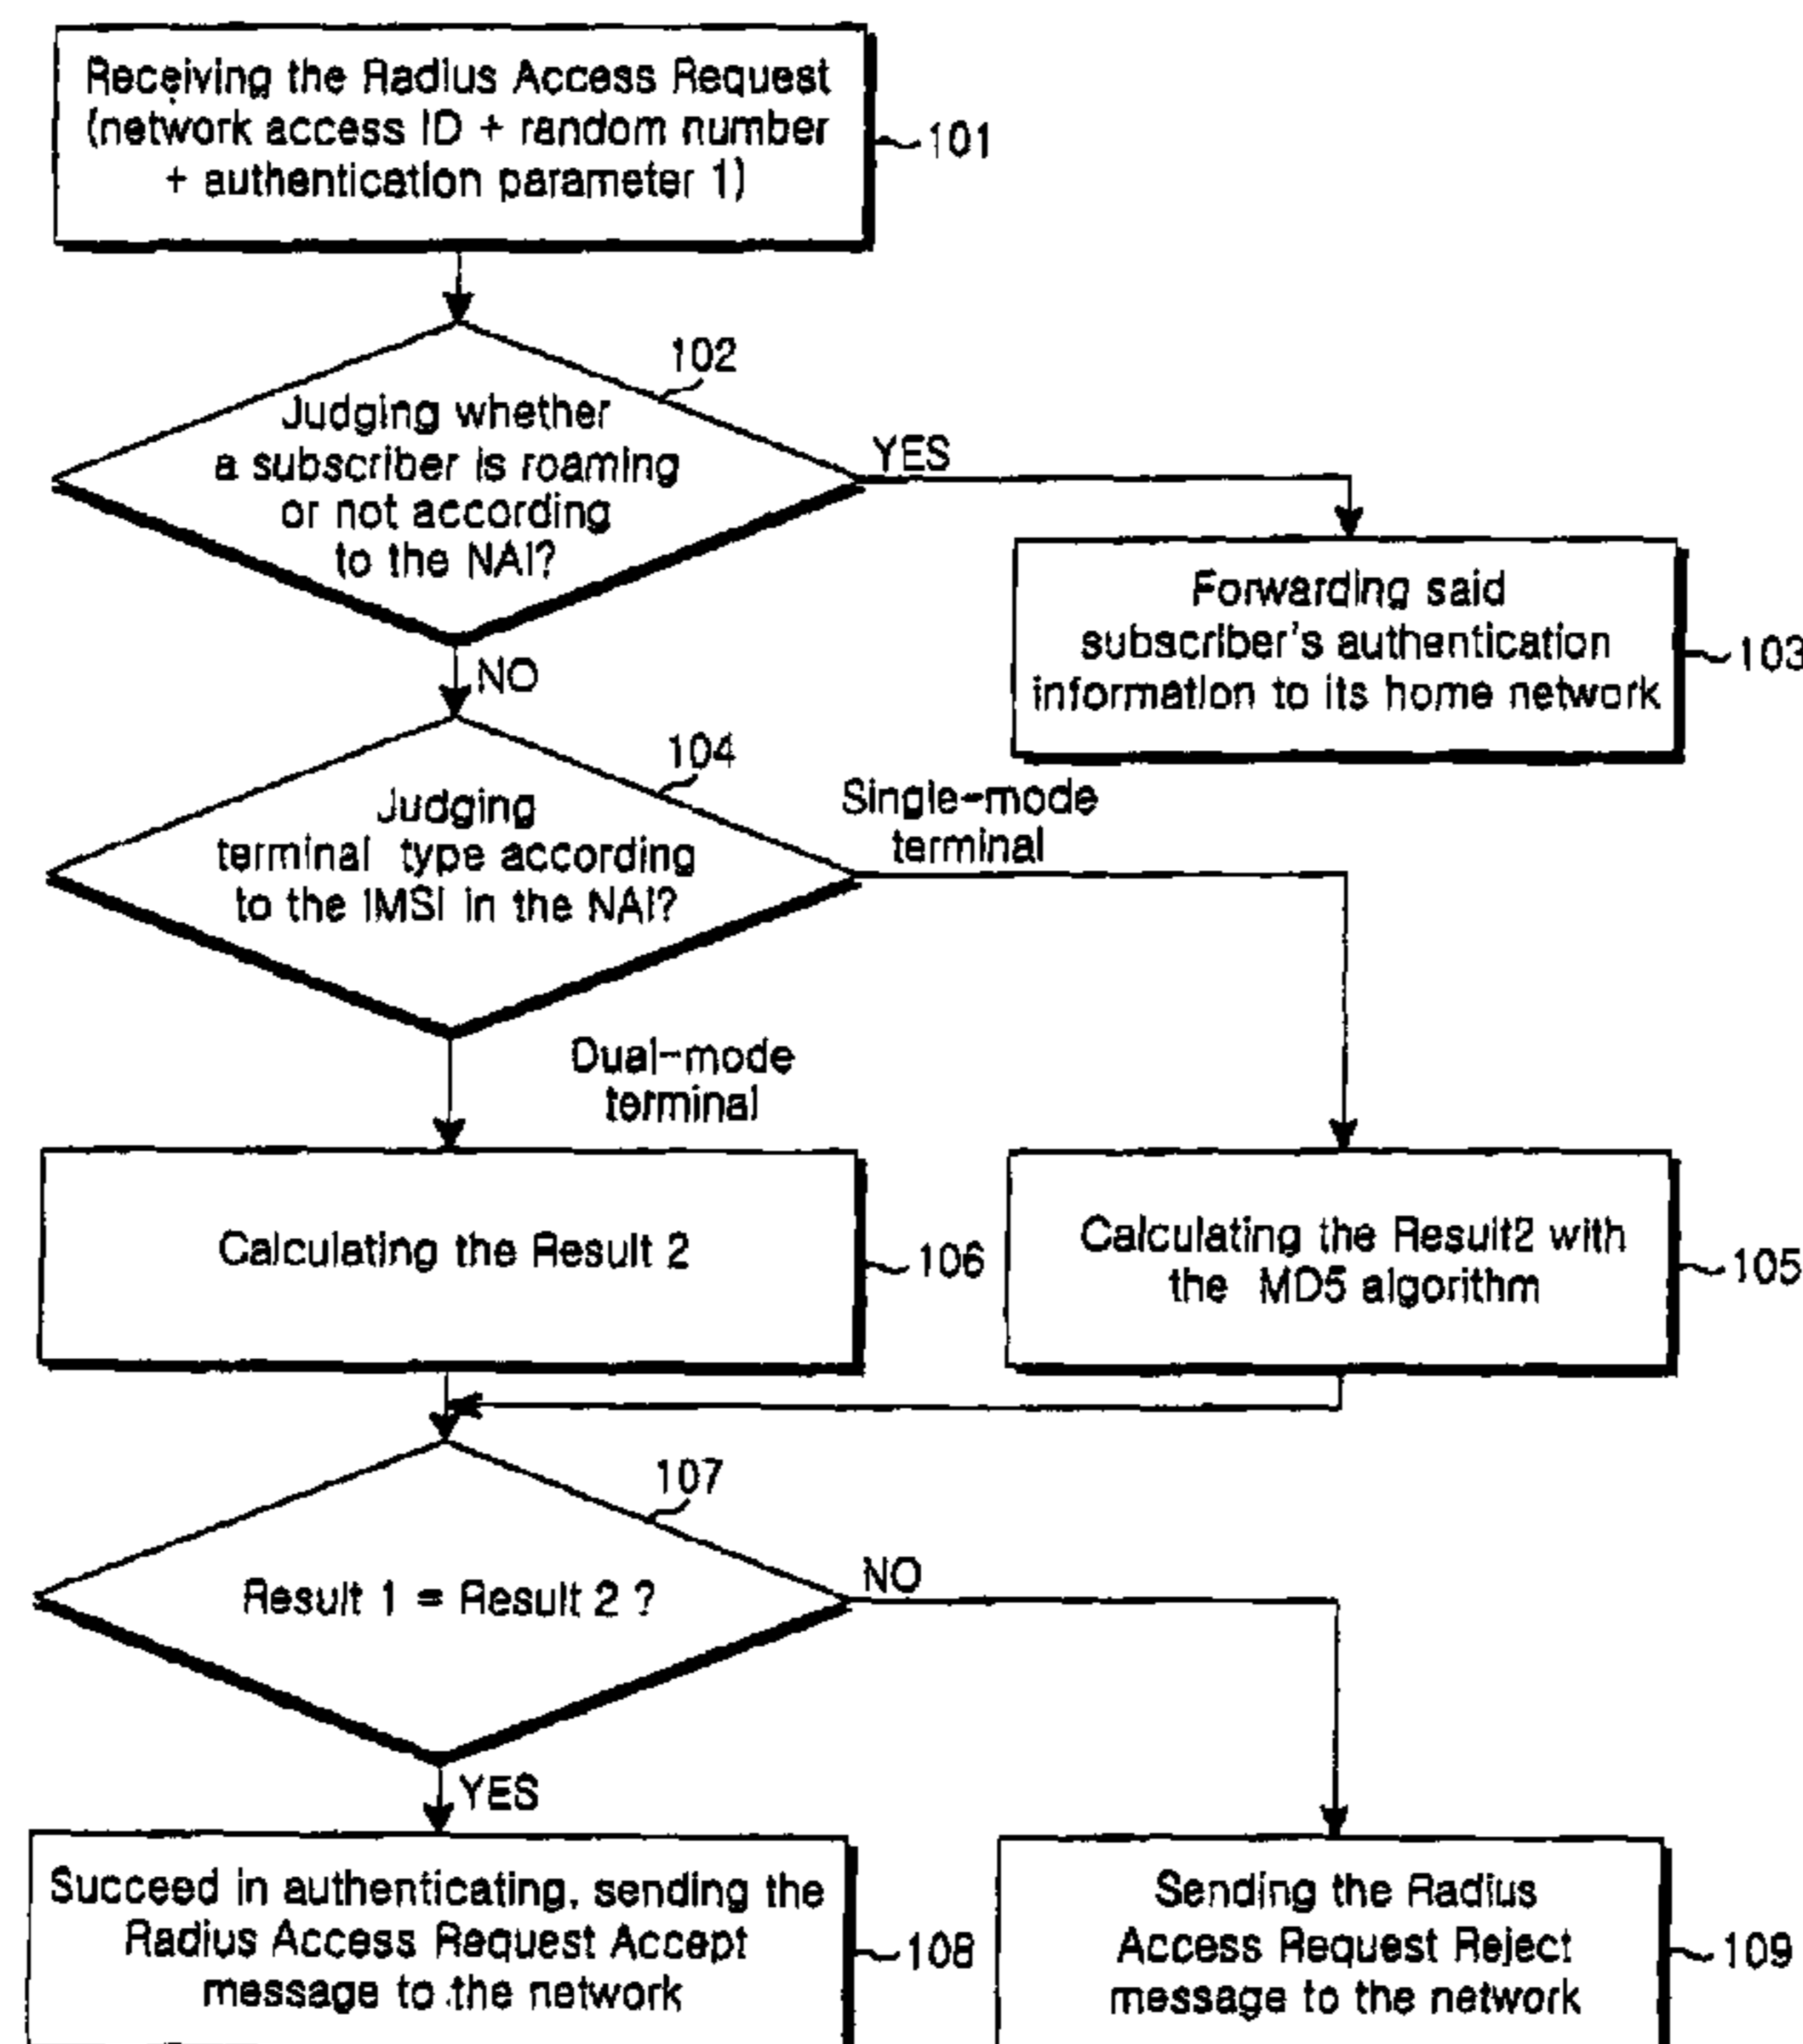 Receiving the Radius Access Request
(network access ID + random number
+ authentication parameter 1)
101
102
Judging whether
a subscriber is roaming
or not according
to the NAI?
YES
Forwarding said
subscriber's authentication
information to its home network
103
NO
104
Judging
terminal type according
to the IMSI in the NAI?
Single-mode
terminal
Dual-mode
terminal
Calculating the Result 2
106
Calculating the Result2 with
the MD5 algorithm
105
107
Result 1 = Result 2 ?
NO
YES
Succeed in authenticating, sending the
Radius Access Request Accept
message to the network
108
Sending the Radius
Access Request Reject
message to the network
109